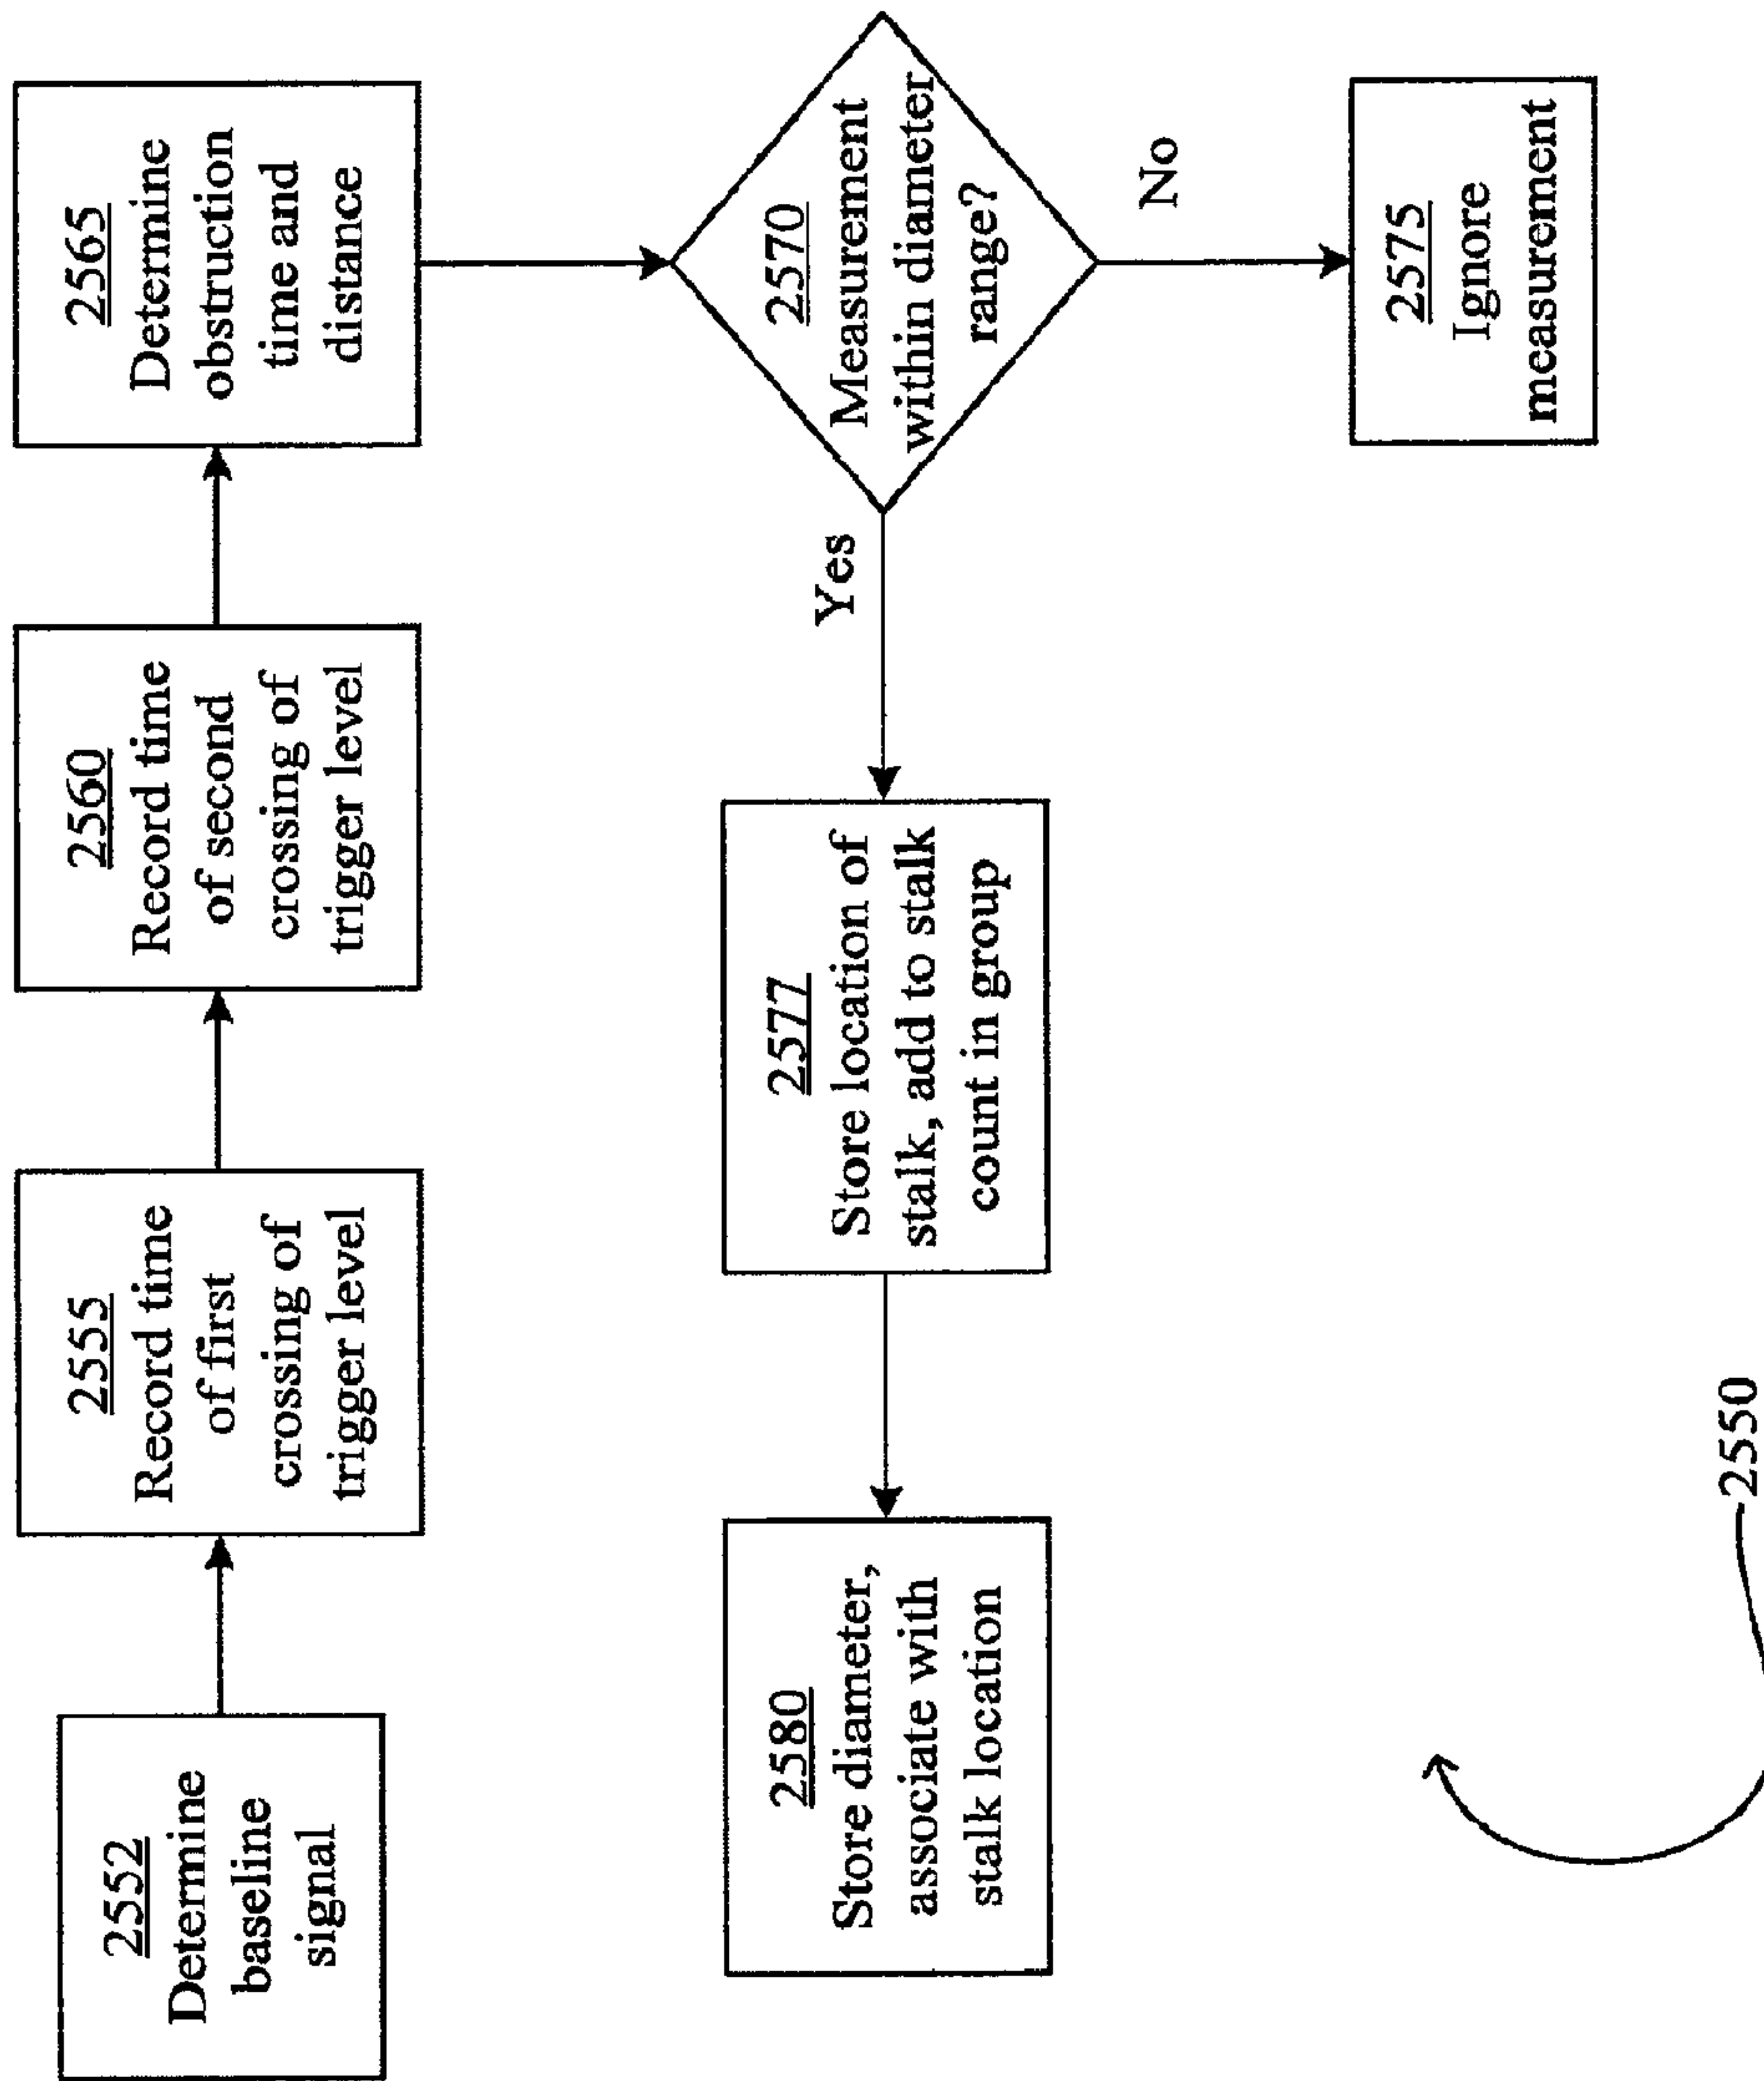 2552
Determine
baseline
signal
2555
Record time
of first
crossing of
trigger level
2560
Record time
of second
crossing of
trigger level
2565
Determine
obstruction
time and
distance
2570
Measurement
within diameter
range?
Yes
No
2577
Store location of
stalk, add to stalk
count in group
2580
Store diameter,
associate with
stalk location
2575
Ignore
measurement
2550